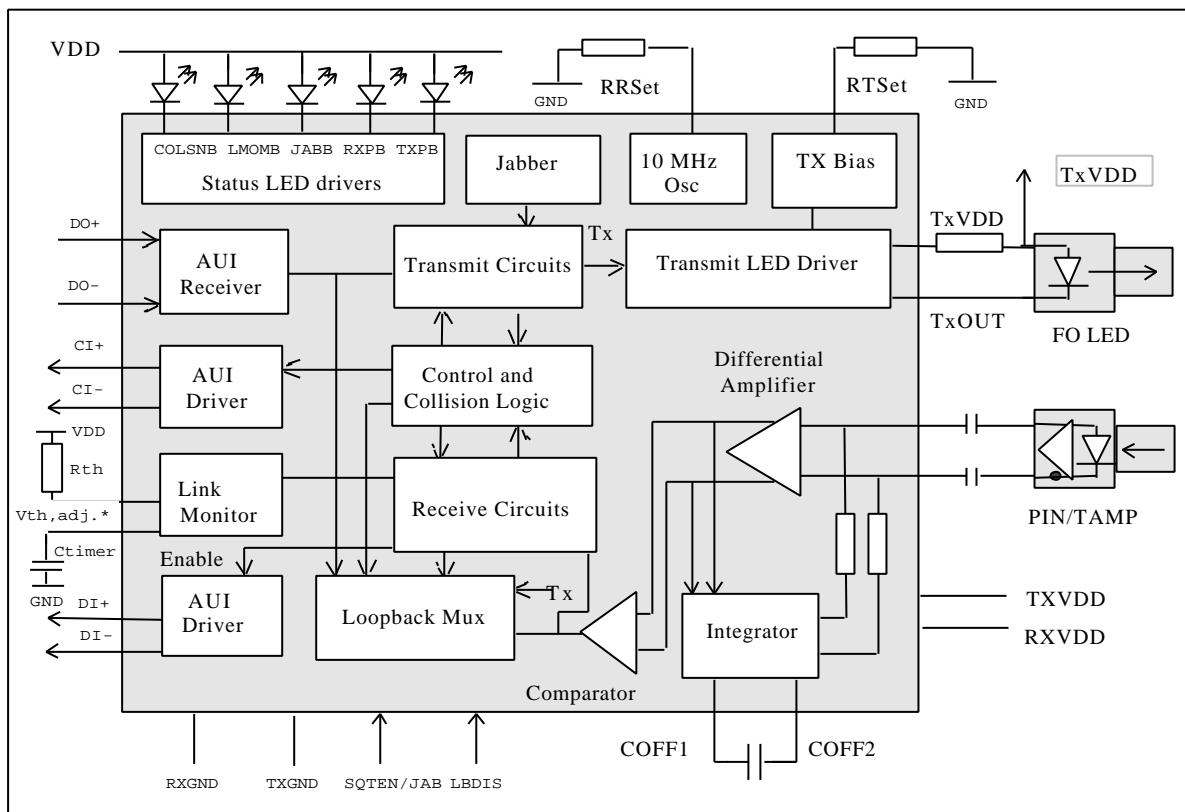 VDD
GND
RRSet
RTSet
GND
COLSNB LMOMB JABB RXPB TXPB
Status LED drivers
Jabber
10 MHz
Osc
TX Bias
TxVDD
DO+
DO-
AUI
Receiver
Transmit Circuits
Tx
Transmit LED Driver
TxVDD
TxOUT
FO LED
CI+
CI-
AUI
Driver
Control and
Collision Logic
Differential
Amplifier
VDD
Rth
Vth,adj.*
Link
Monitor
Receive Circuits
PIN/TAMP
Ctimer
GND
Enable
DI+
DI-
AUI
Driver
Loopback Mux
Tx
Comparator
Integrator
TXVDD
RXVDD
COFF1
COFF2
RXGND
TXGND
SQTEN/JAB
LBDIS